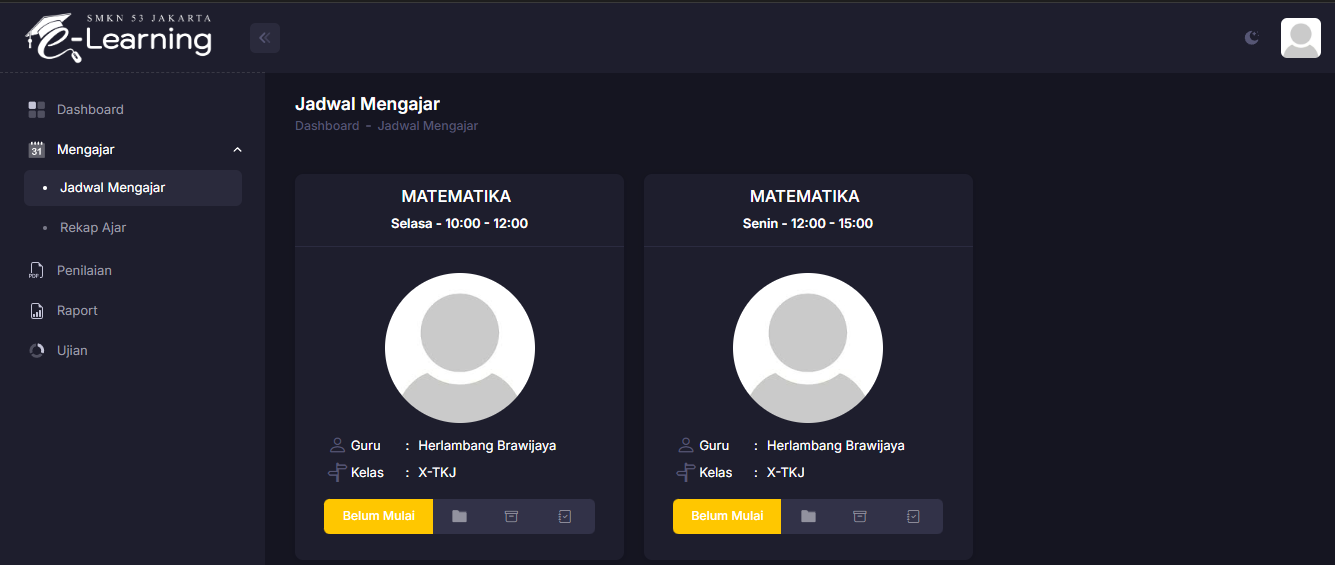 SMKN 53 JAKARTA
e-Learning
Dashboard
31 Mengajar
Jadwal Mengajar
Rekap Ajar
PDF Penilaian
Raport
Ujian
Jadwal Mengajar
Dashboard - Jadwal Mengajar
MATEMATIKA
Selasa - 10:00 - 12:00
Guru : Herlambang Brawijaya
Kelas : X-TKJ
Belum Mulai
MATEMATIKA
Senin - 12:00 - 15:00
Guru : Herlambang Brawijaya
Kelas : X-TKJ
Belum Mulai